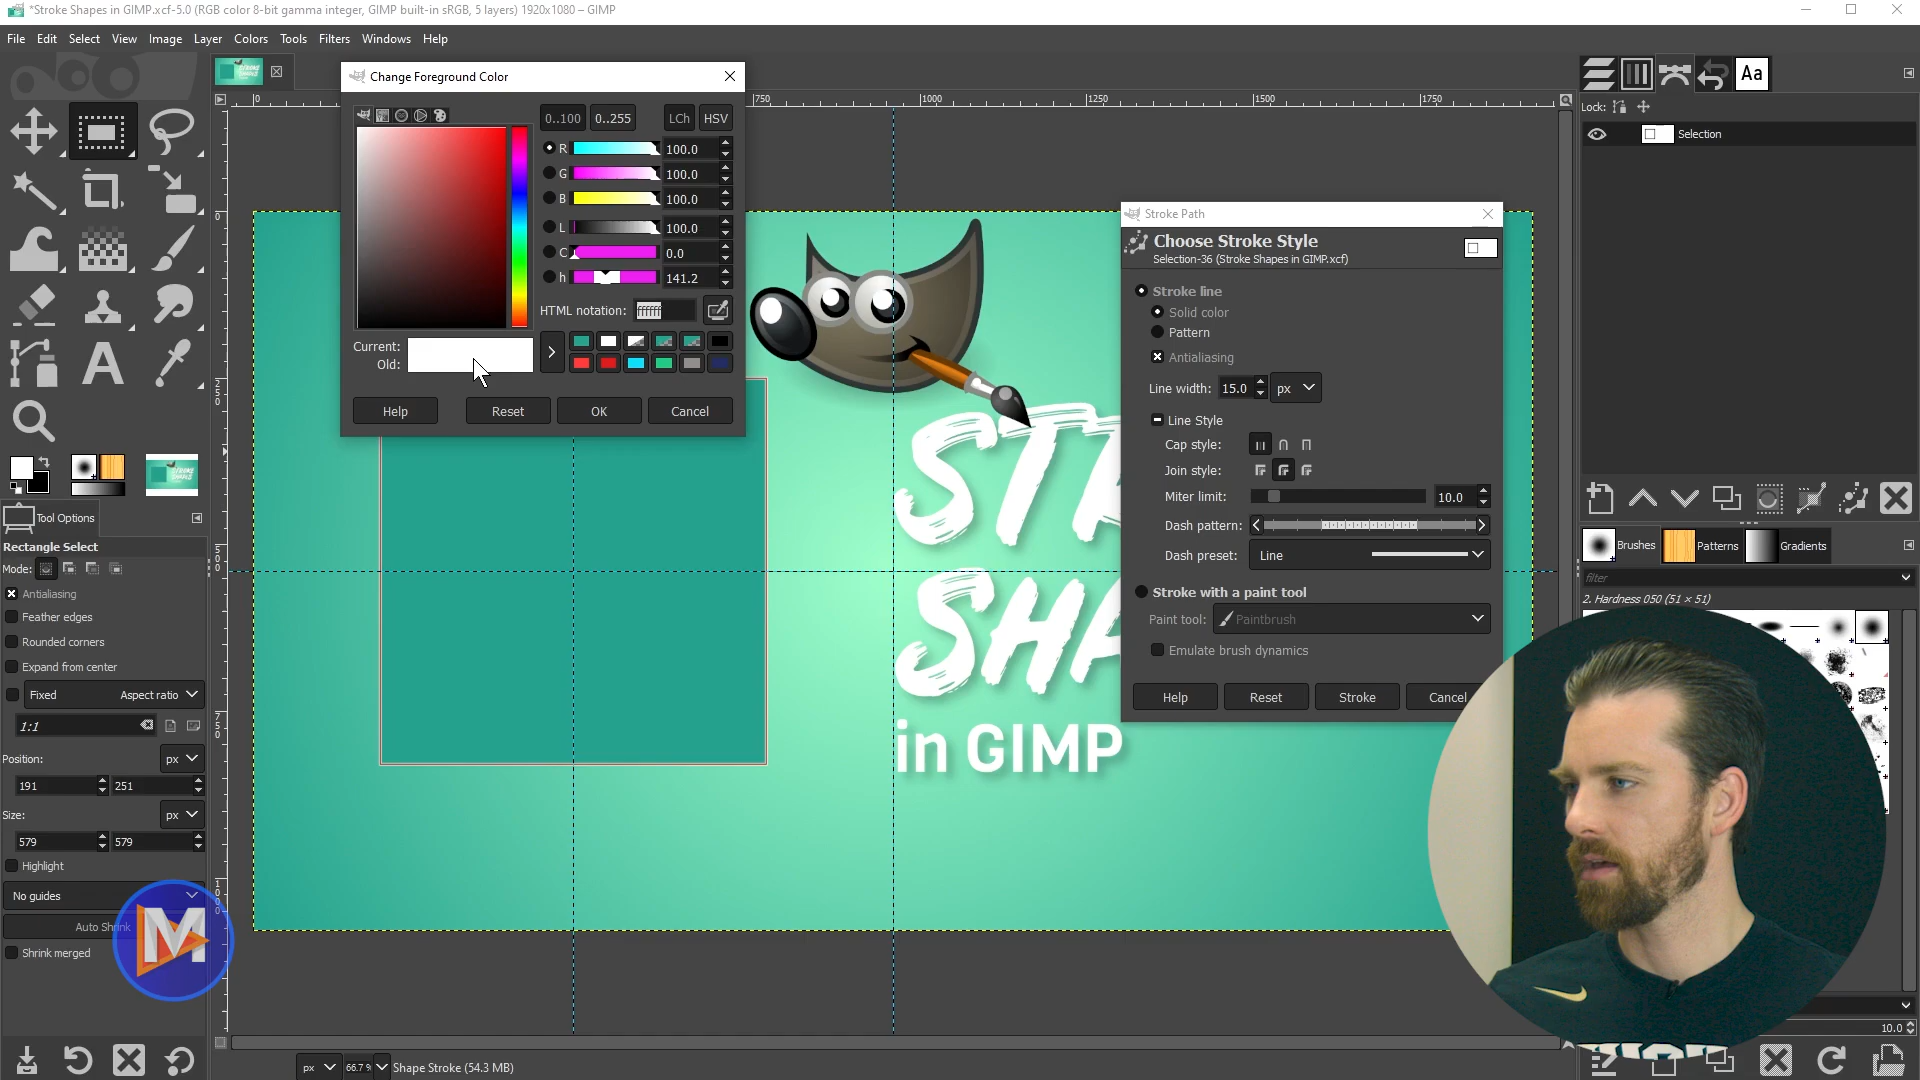 *Stroke Shapes in GIMP.xcf-5.0 (RGB color 8-bit gamma integer, GIMP built-in sRGB, 5 layers) 1920x1080 – GIMP
File Edit Select View Image Layer Colors Tools Filters Windows Help
Change Foreground Color
0..100 0..255 LCh HSV
R 100.0
G 100.0
B 100.0
L 100.0
C 0.0
h 141.2
HTML notation: ffffff
Current:
Old:
Help Reset OK Cancel
0 750 1000 1250 1500 1750
0
250
500
750
1000
Stroke Path
Choose Stroke Style
Selection-36 (Stroke Shapes in GIMP.xcf)
Stroke line
Solid color
Pattern
Antialiasing
Line width: 15.0 px
Line Style
Cap style:
Join style:
Miter limit: 10.0
Dash pattern:
Dash preset: Line
Stroke with a paint tool
Paint tool: Paintbrush
Emulate brush dynamics
Help Reset Stroke Cancel
in GIMP
Tool Options
Rectangle Select
Mode:
Antialiasing
Feather edges
Rounded corners
Expand from center
Fixed Aspect ratio
1:1
Position: px
191 251
Size: px
579 579
Highlight
No guides
Auto Shrink
Shrink merged
M
px 66.7 % Shape Stroke (54.3 MB)
Aa
Lock:
Selection
Brushes Patterns Gradients
filter
2. Hardness 050 (51 × 51)
10.0